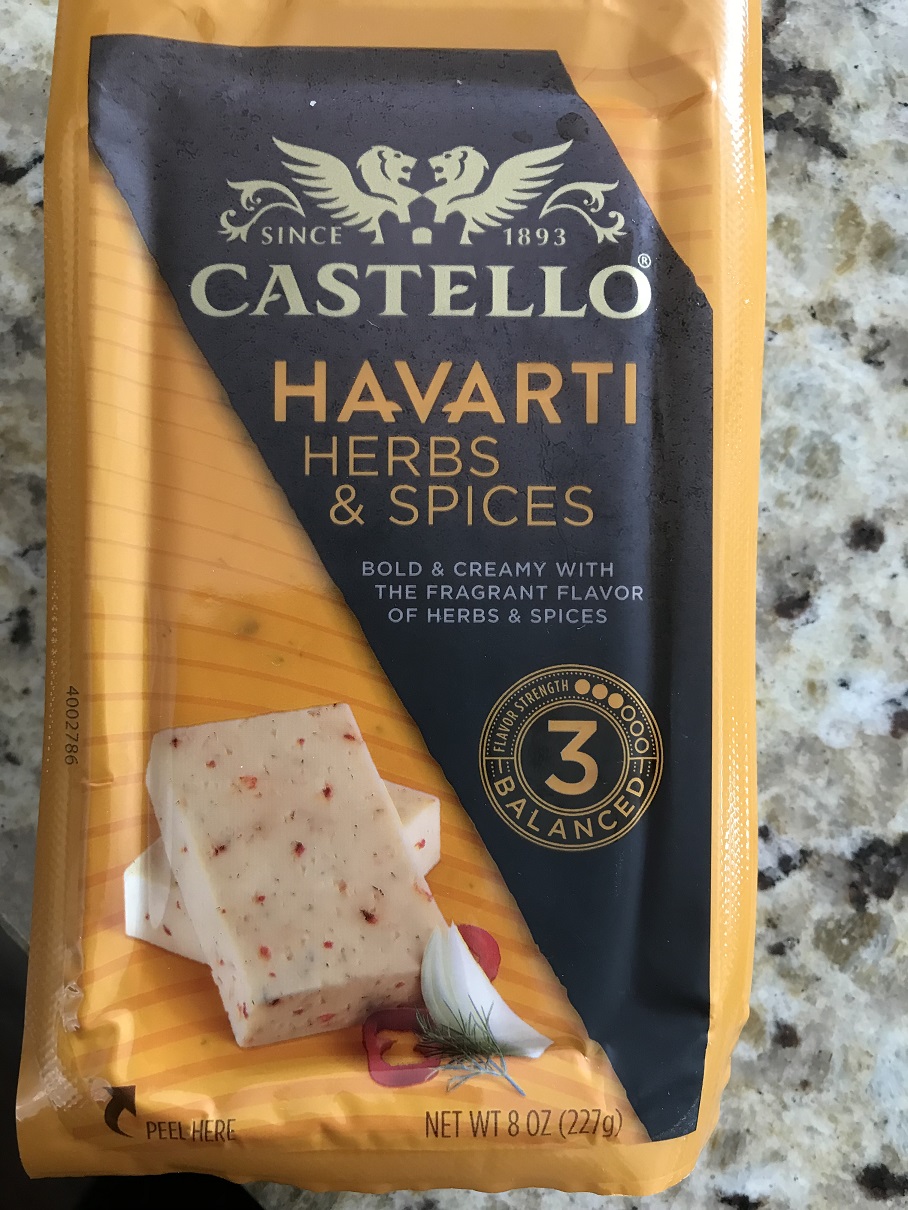 SINCE 1893
CASTELLO®
HAVARTI
HERBS
& SPICES
BOLD & CREAMY WITH
THE FRAGRANT FLAVOR
OF HERBS & SPICES
FLAVOR STRENGTH
3
BALANCED
4002786
PEEL HERE
NET WT 8 OZ (227g)